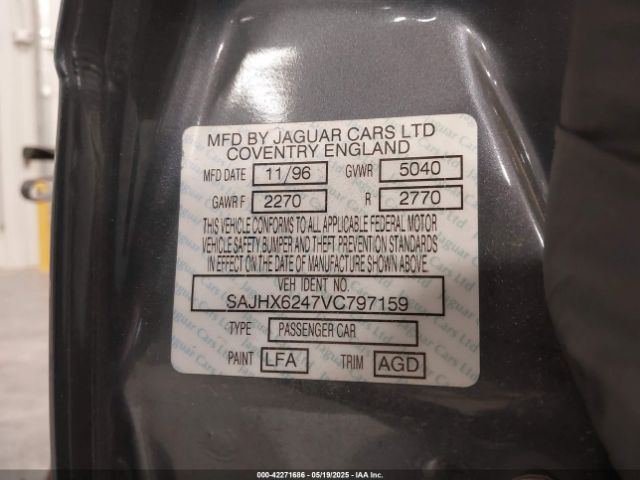 MFD BY JAGUAR CARS LTD
COVENTRY ENGLAND
MFD DATE 11/96 GVWR 5040
GAWR F 2270 R 2770
THIS VEHICLE CONFORMS TO ALL APPLICABLE FEDERAL MOTOR
VEHICLE SAFETY BUMPER AND THEFT PREVENTION STANDARDS
IN EFFECT ON THE DATE OF MANUFACTURE SHOWN ABOVE.
VEH IDENT NO.
SAJHX6247VC797159
TYPE PASSENGER CAR
PAINT LFA TRIM AGD
000-42271686 - 05/19/2025 - IAA Inc.